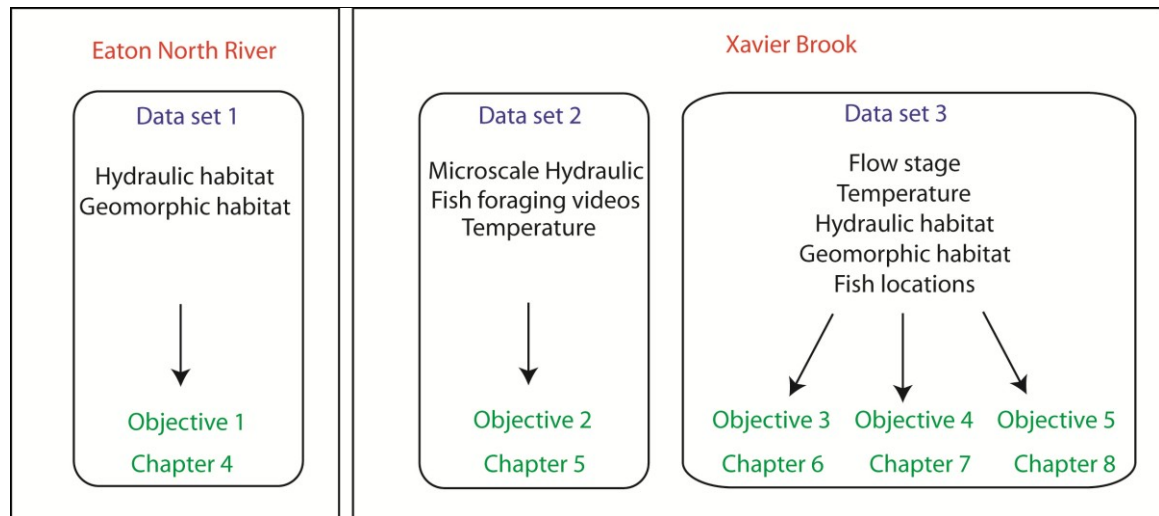 Eaton North River
Data set 1
Hydraulic habitat
Geomorphic habitat
Objective 1
Chapter 4
Xavier Brook
Data set 2
Microscale Hydraulic
Fish foraging videos
Temperature
Objective 2
Chapter 5
Data set 3
Flow stage
Temperature
Hydraulic habitat
Geomorphic habitat
Fish locations
Objective 3 Objective 4 Objective 5
Chapter 6 Chapter 7 Chapter 8